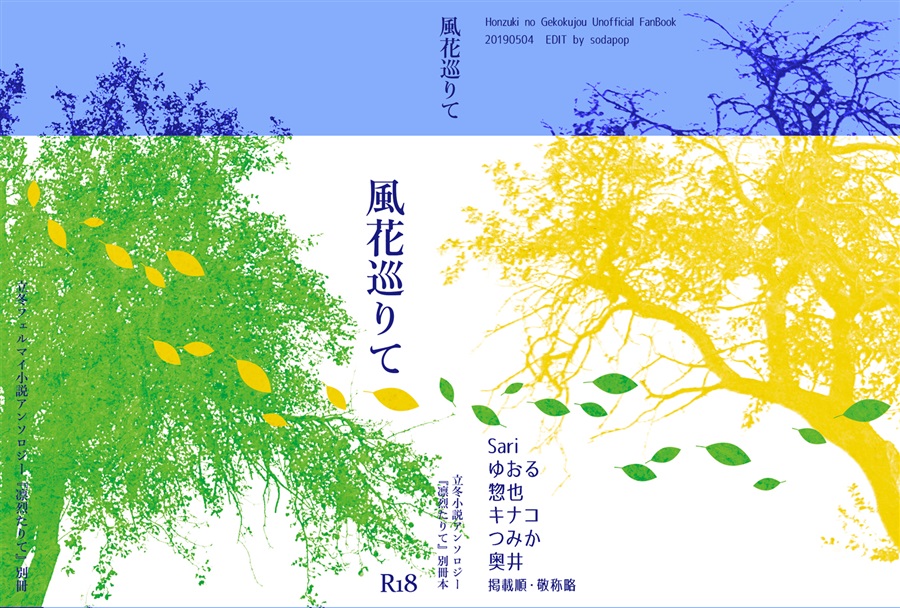 風花巡りて
Honzuki no Gekokujou Unofficial FanBook
20190504 EDIT by sodapop
風花巡りて
立冬フェルマイ小説アンソロジー『凛烈たりて』別冊
R18
立冬小説アンソロジー
『凛烈たりて』別冊本
Sari
ゆおる
惣也
キナコ
つみか
奥井
掲載順・敬称略